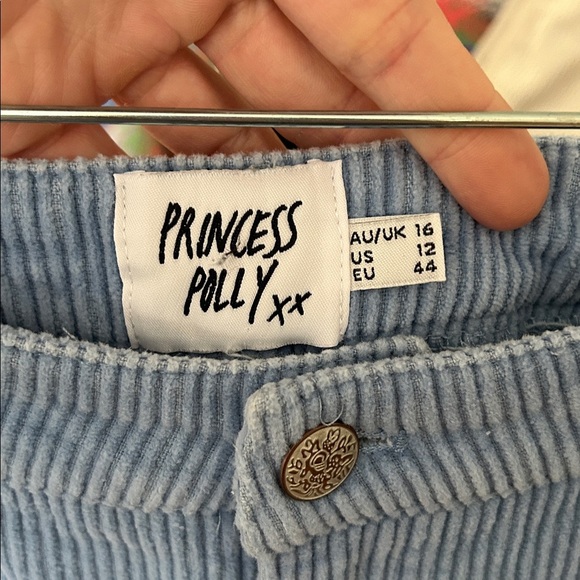 PRINCESS
POLLY xx
AU/UK 16
US 12
EU 44